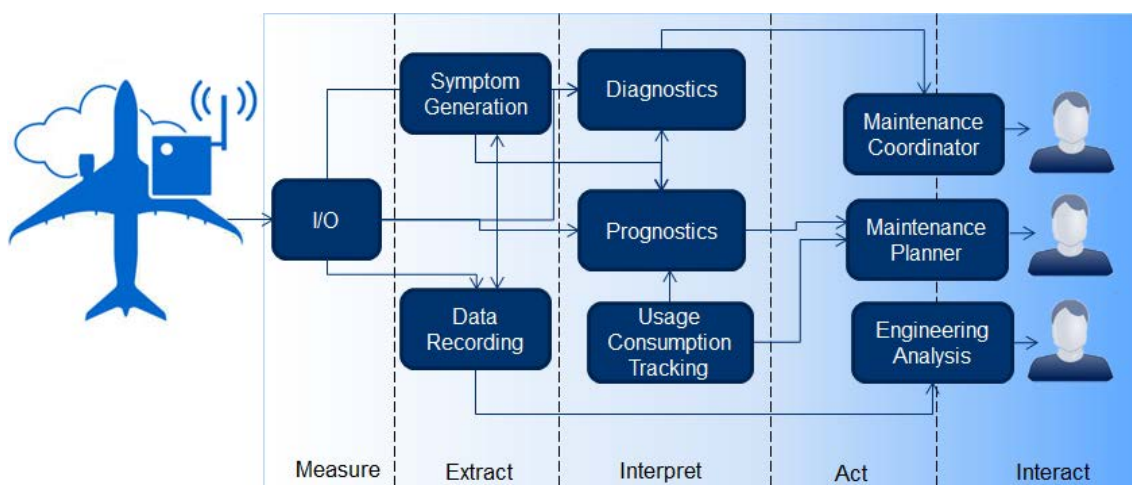 Symptom
Generation
Diagnostics
Maintenance
Coordinator
I/O
Prognostics
Maintenance
Planner
Data
Recording
Usage
Consumption
Tracking
Engineering
Analysis
Measure
Extract
Interpret
Act
Interact